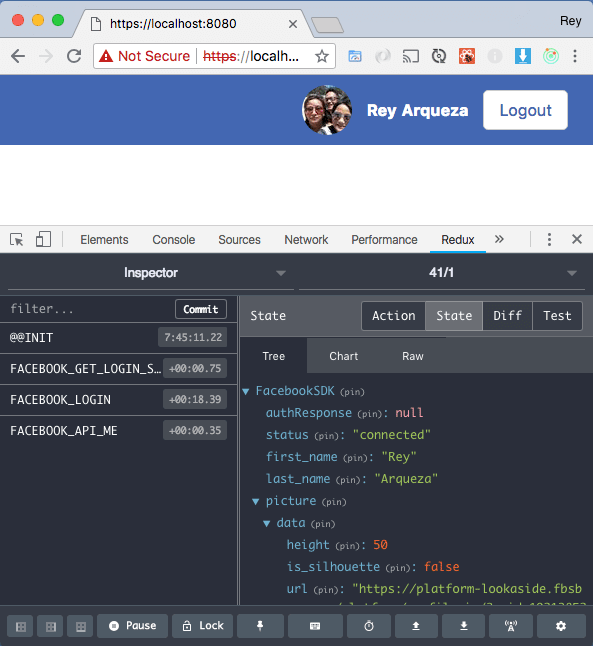 https://localhost:8080
Rey
Not Secure https://localh...
Rey Arqueza Logout
Elements Console Sources Network Performance Redux
Inspector 41/1
filter... Commit State Action State Diff Test
@@INIT 7:45:11.22
FACEBOOK_GET_LOGIN_S... +00:00.75
FACEBOOK_LOGIN +00:18.39
FACEBOOK_API_ME +00:00.35
Tree Chart Raw
FacebookSDK (pin)
authResponse (pin): null
status (pin): "connected"
first_name (pin): "Rey"
last_name (pin): "Arqueza"
picture (pin)
data (pin)
height (pin): 50
is_silhouette (pin): false
url (pin): "https://platform-lookaside.fbsb
Pause Lock